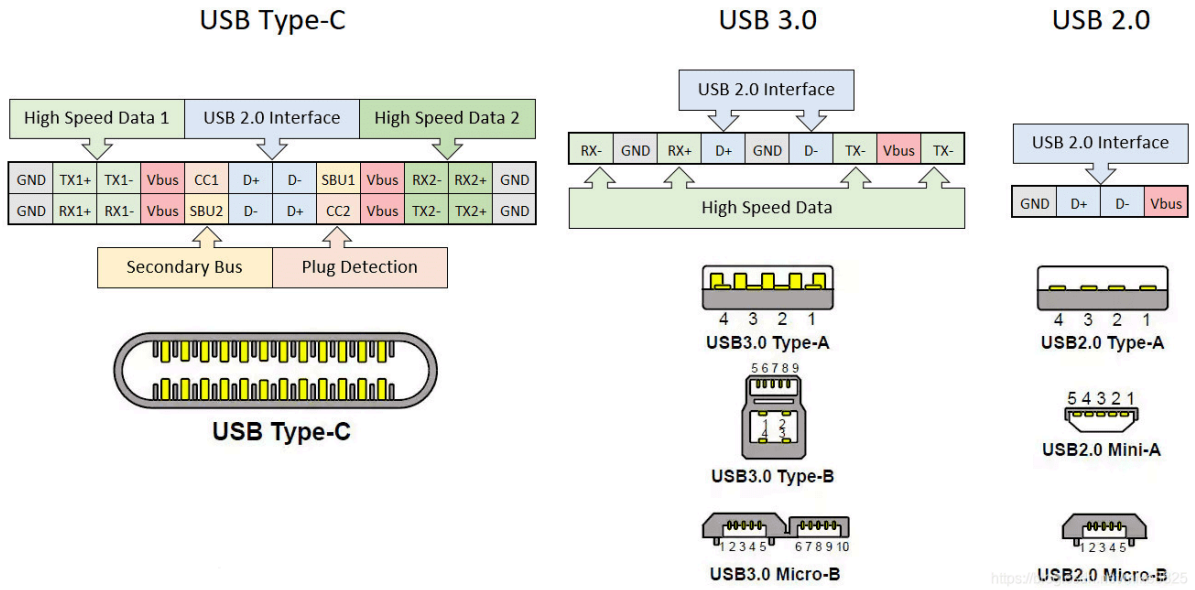 USB Type-C
USB 3.0
USB 2.0
High Speed Data 1
USB 2.0 Interface
High Speed Data 2
GND TX1+ TX1- Vbus CC1 D+ D- SBU1 Vbus RX2- RX2+ GND
GND RX1+ RX1- Vbus SBU2 D- D+ CC2 Vbus TX2- TX2+ GND
Secondary Bus
Plug Detection
USB Type-C
USB 2.0 Interface
RX- GND RX+ D+ GND D- TX- Vbus TX-
High Speed Data
4 3 2 1
USB3.0 Type-A
5 6 7 8 9
1 2
4 3
USB3.0 Type-B
1 2 3 4 5 6 7 8 9 10
USB3.0 Micro-B
USB 2.0 Interface
GND D+ D- Vbus
4 3 2 1
USB2.0 Type-A
5 4 3 2 1
USB2.0 Mini-A
1 2 3 4 5
USB2.0 Micro-B